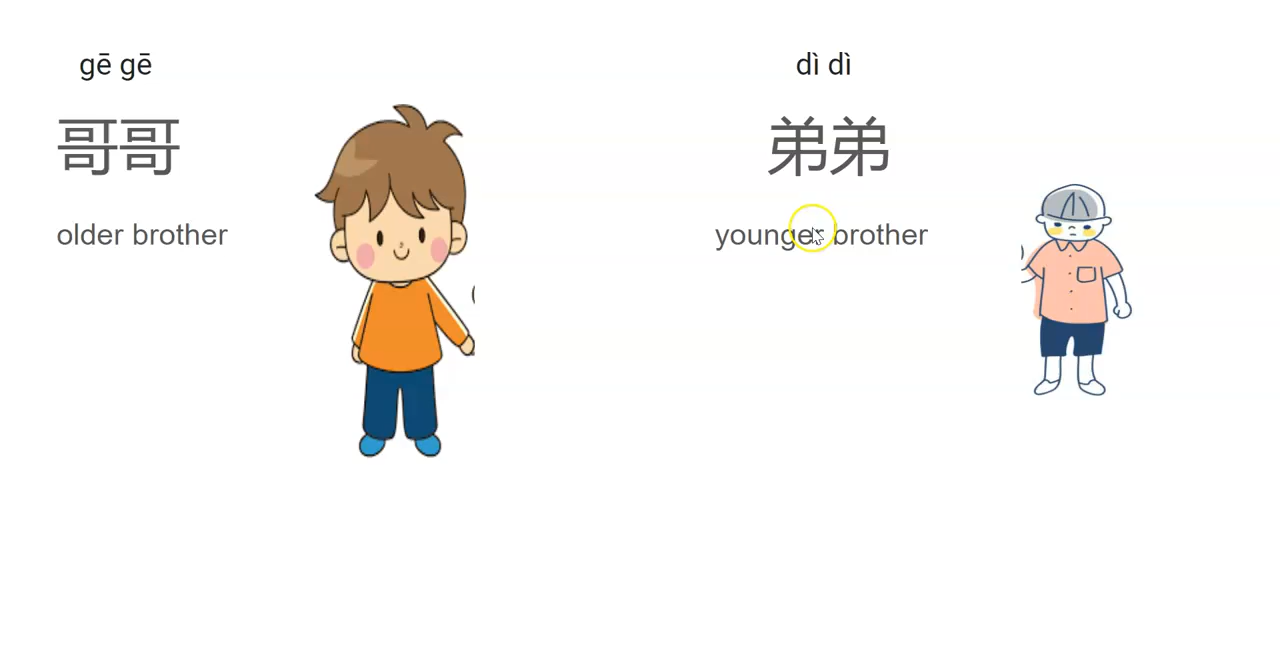 gē gē
哥哥
older brother
dì dì
弟弟
younger brother